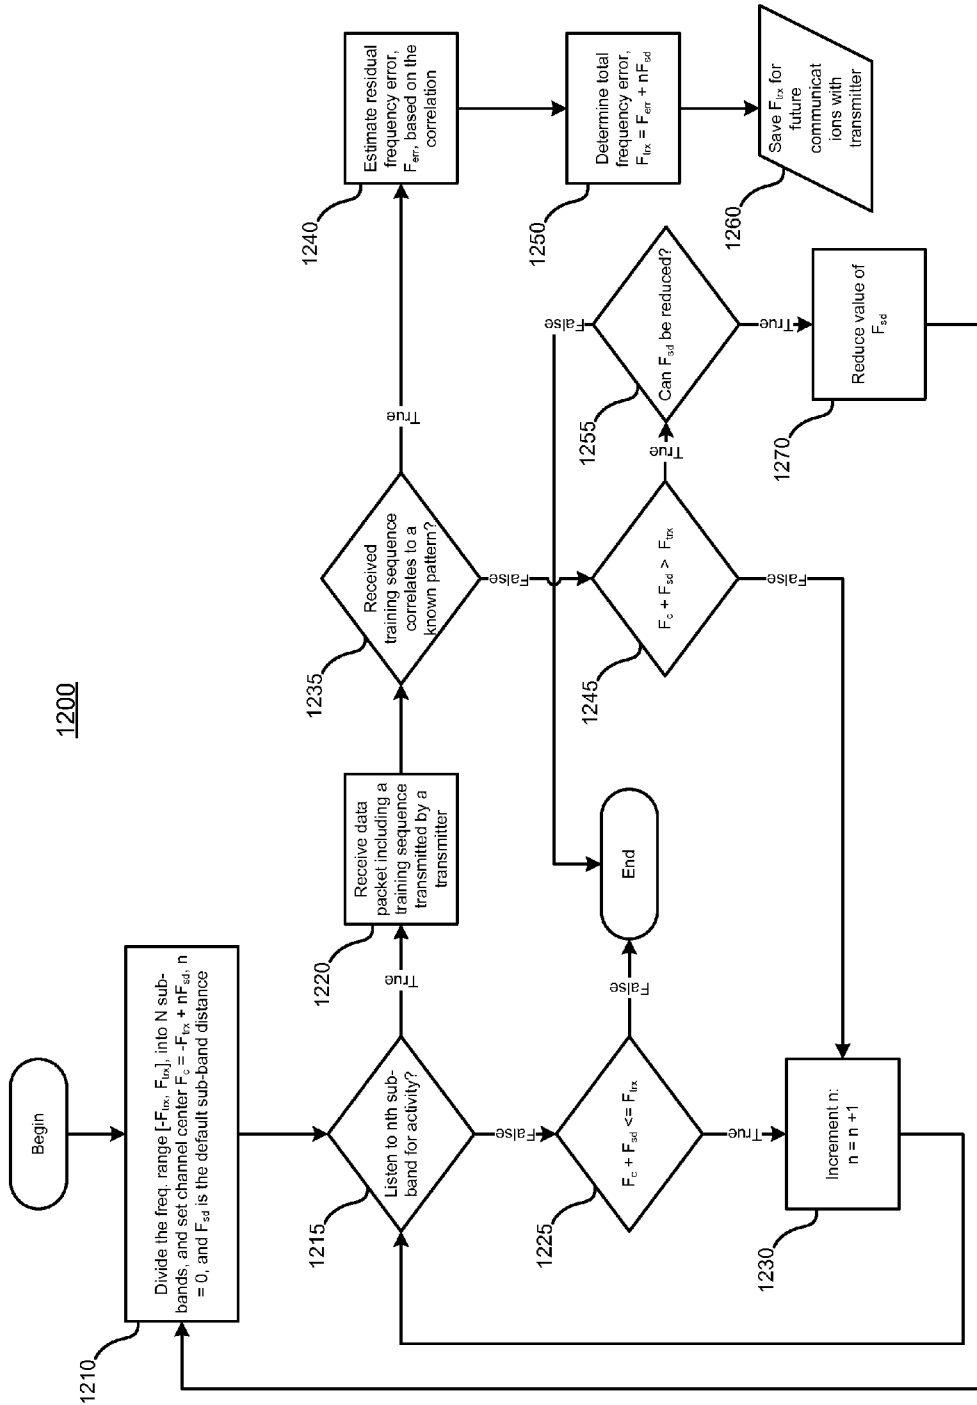 1200
Begin
1210
Divide the freq. range [-Ftrx, Ftrx], into N sub-
bands, and set channel center Fc = -Ftrx + nFsd, n
= 0, and Fsd is the default sub-band distance
1215
Listen to nth sub-
band for activity?
True
False
1220
Receive data
packet including a
training sequence
transmitted by a
transmitter
1225
Fc + Fsd <= Ftrx
False
True
End
1230
Increment n:
n = n +1
1235
Received
training sequence
correlates to a
known pattern?
True
False
1240
Estimate residual
frequency error,
Ferr, based on the
correlation
1245
Fc + Fsd > Ftrx
True
False
1250
Determine total
frequency error,
Ftrx = Ferr + nFsd
1255
Can Fsd be reduced?
False
True
1260
Save Ftrx for
future
communicat
ions with
transmitter
1270
Reduce value of
Fsd